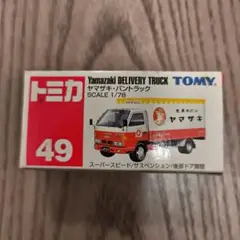 トミカ
49
Yamazaki DELIVERY TRUCK
TOMY
ヤマザキ・パントラック
SCALE 1/78
ヤマザキ
スーパースピード/サスペンション/後部ドア開閉